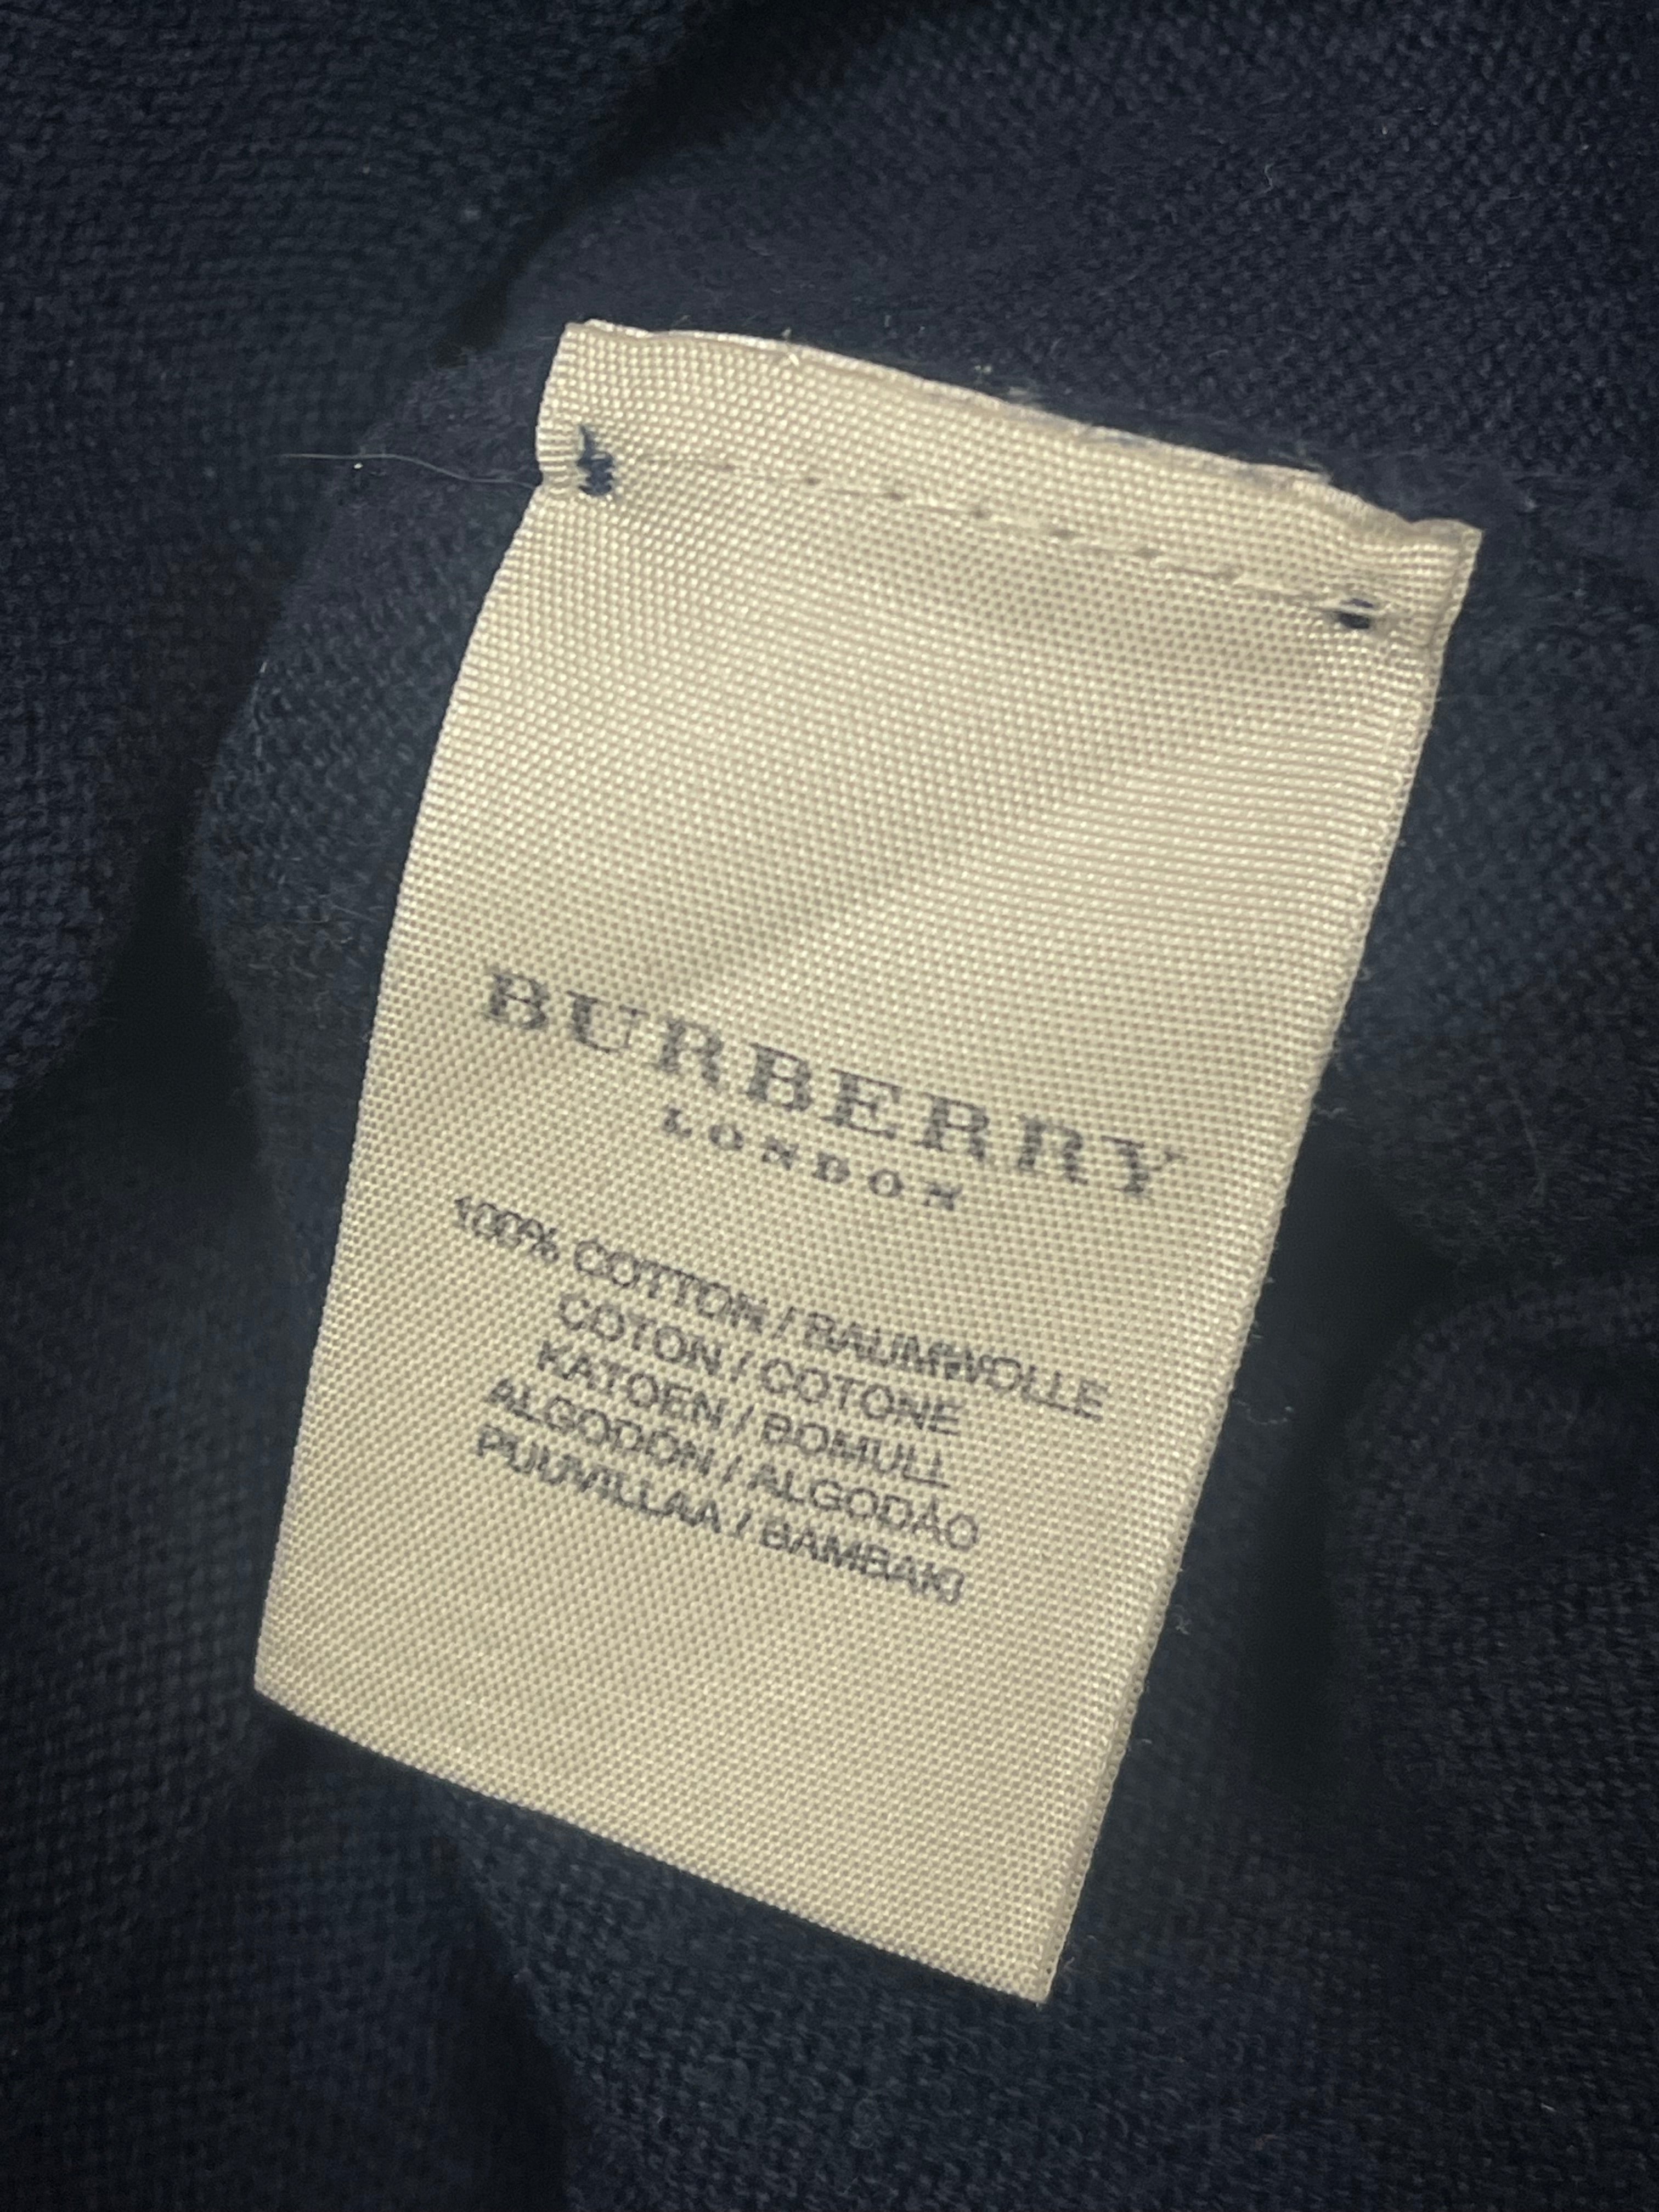 BURBERRY
LONDON
100% COTTON / BAUMWOLLE
COTON / COTONE
KATOEN / BOMULL
ALGODÓN / ALGODÃO
PUUVILLAA / BAMBAKI